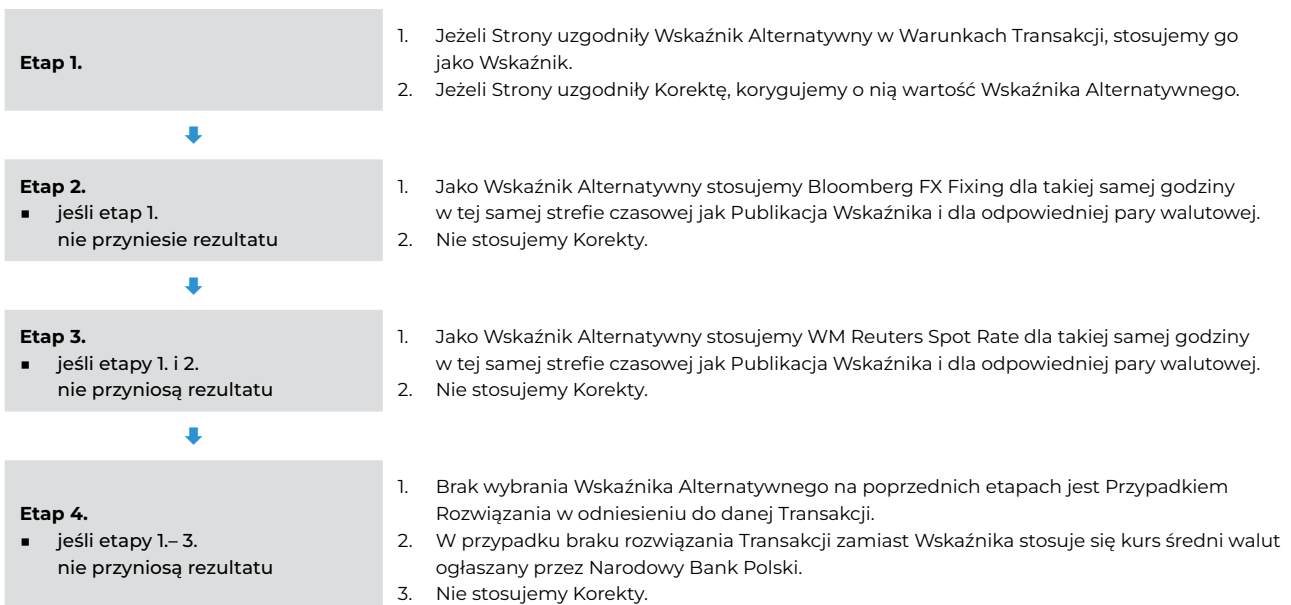 Etap 1.
1. Jeżeli Strony uzgodniły Wskaźnik Alternatywny w Warunkach Transakcji, stosujemy go
jako Wskaźnik.
2. Jeżeli Strony uzgodniły Korektę, korygujemy o nią wartość Wskaźnika Alternatywnego.
Etap 2.
▪ jeśli etap 1.
nie przyniesie rezultatu
1. Jako Wskaźnik Alternatywny stosujemy Bloomberg FX Fixing dla takiej samej godziny
w tej samej strefie czasowej jak Publikacja Wskaźnika i dla odpowiedniej pary walutowej.
2. Nie stosujemy Korekty.
Etap 3.
▪ jeśli etapy 1. i 2.
nie przyniosą rezultatu
1. Jako Wskaźnik Alternatywny stosujemy WM Reuters Spot Rate dla takiej samej godziny
w tej samej strefie czasowej jak Publikacja Wskaźnika i dla odpowiedniej pary walutowej.
2. Nie stosujemy Korekty.
Etap 4.
▪ jeśli etapy 1.– 3.
nie przyniosą rezultatu
1. Brak wybrania Wskaźnika Alternatywnego na poprzednich etapach jest Przypadkiem
Rozwiązania w odniesieniu do danej Transakcji.
2. W przypadku braku rozwiązania Transakcji zamiast Wskaźnika stosuje się kurs średni walut
ogłaszany przez Narodowy Bank Polski.
3. Nie stosujemy Korekty.